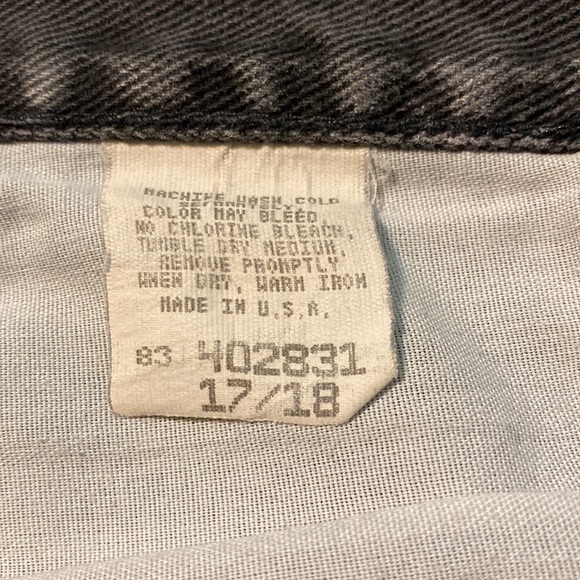 MACHINE WASH, COLD
SEPARATELY.
COLOR MAY BLEED,
NO CHLORINE BLEACH,
TUMBLE DRY MEDIUM,
REMOVE PROMPTLY
WHEN DRY, WARM IRON
MADE IN U.S.A.
83 402831
17/18